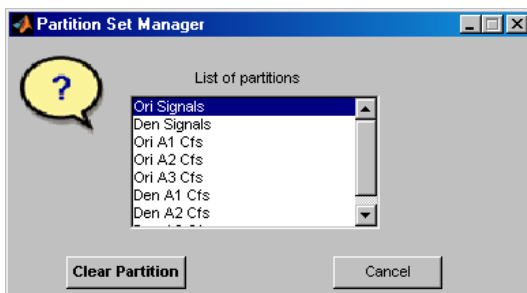 Partition Set Manager
?
List of partitions
Ori Signals
Den Signals
Ori A1 Cfs
Ori A2 Cfs
Ori A3 Cfs
Den A1 Cfs
Den A2 Cfs
Clear Partition
Cancel